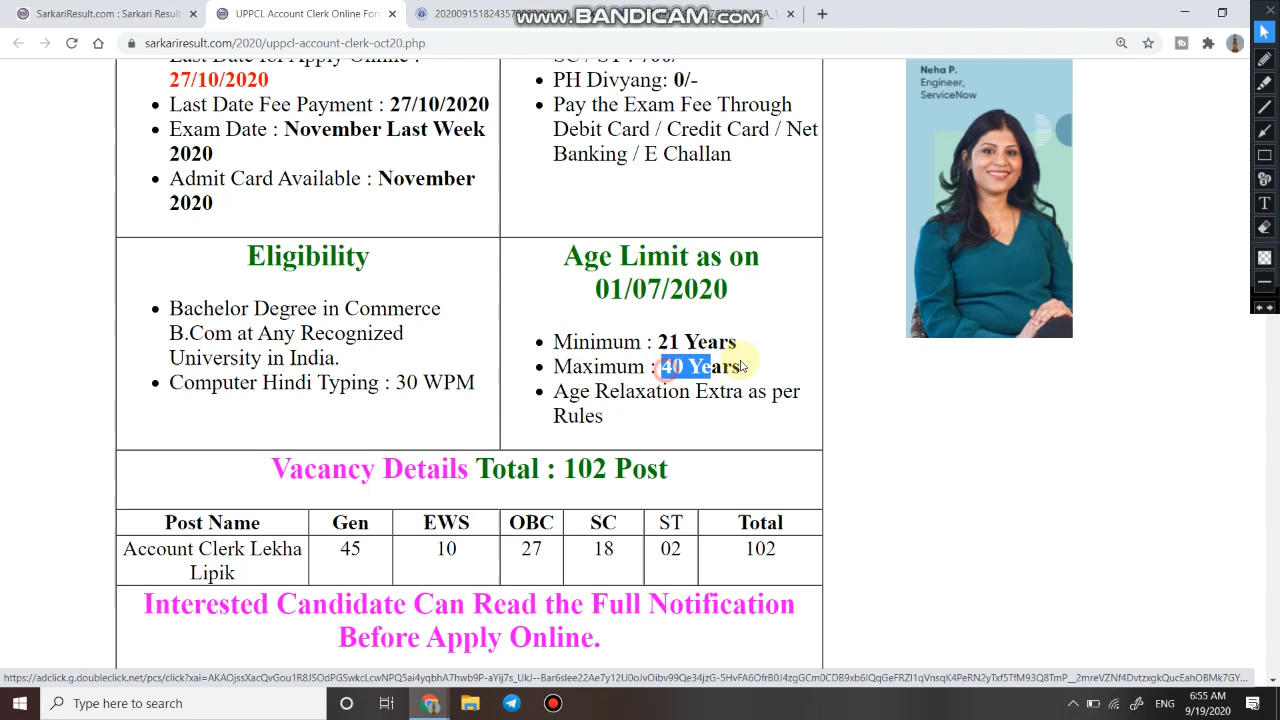 SarkariResult.com : Sarkari Resu
UPPCL Account Clerk Online For
20200915182435
www.BANDICAM.com
sarkariresult.com/2020/uppcl-account-clerk-oct20.php
27/10/2020
Last Date Fee Payment : 27/10/2020
Exam Date : November Last Week
2020
Admit Card Available : November
2020
PH Divyang: 0/-
Pay the Exam Fee Through
Debit Card / Credit Card / Net
Banking / E Challan
Neha P.
Engineer,
ServiceNow
Eligibility
Bachelor Degree in Commerce
B.Com at Any Recognized
University in India.
Computer Hindi Typing : 30 WPM
Age Limit as on
01/07/2020
Minimum : 21 Years
Maximum : 40 Years
Age Relaxation Extra as per
Rules
Vacancy Details Total : 102 Post
Post Name Gen EWS OBC SC ST Total
Account Clerk Lekha 45 10 27 18 02 102
Lipik
Interested Candidate Can Read the Full Notification
Before Apply Online.
Type here to search
ENG
6:55 AM
9/19/2020